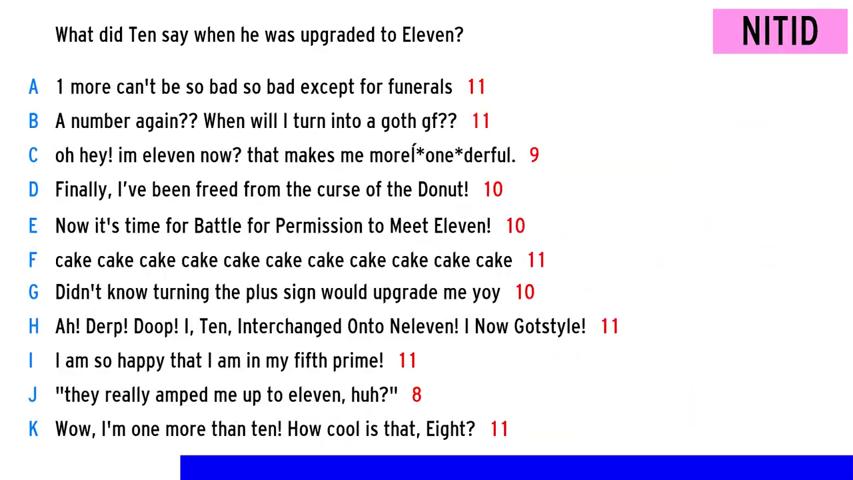 What did Ten say when he was upgraded to Eleven?
NITID
A 1 more can't be so bad so bad except for funerals 11
B A number again?? When will I turn into a goth gf?? 11
C oh hey! im eleven now? that makes me moreÍ*one*derful. 9
D Finally, I’ve been freed from the curse of the Donut! 10
E Now it's time for Battle for Permission to Meet Eleven! 10
F cake cake cake cake cake cake cake cake cake cake cake 11
G Didn't know turning the plus sign would upgrade me yoy 10
H Ah! Derp! Doop! I, Ten, Interchanged Onto Neleven! I Now Gotstyle! 11
I I am so happy that I am in my fifth prime! 11
J "they really amped me up to eleven, huh?" 8
K Wow, I'm one more than ten! How cool is that, Eight? 11